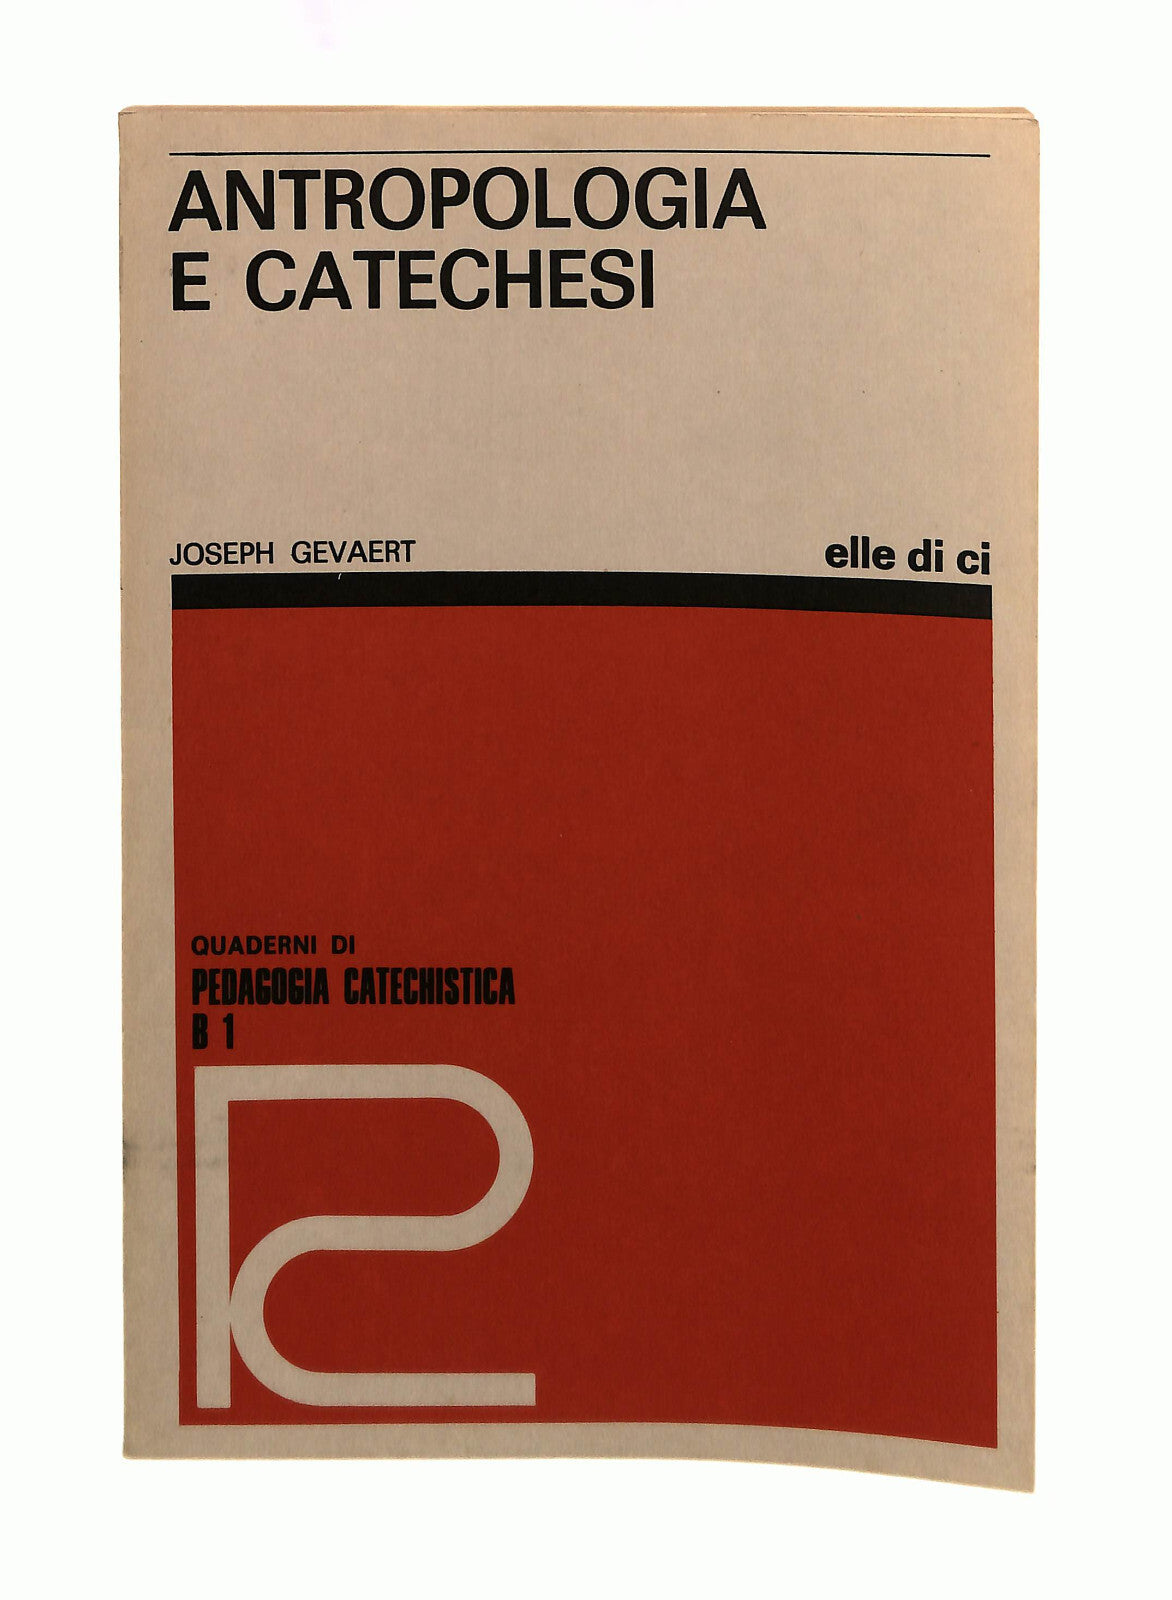 ANTROPOLOGIA
E CATECHESI
JOSEPH GEVAERT
elle di ci
QUADERNI DI
PEDAGOGIA CATECHISTICA
B 1